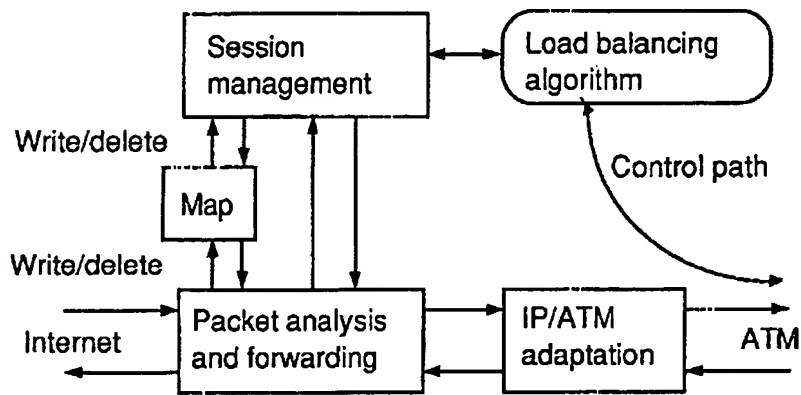 Session
management
Load balancing
algorithm
Write/delete
Control path
Map
Write/delete
Packet analysis
and forwarding
IP/ATM
adaptation
Internet
ATM